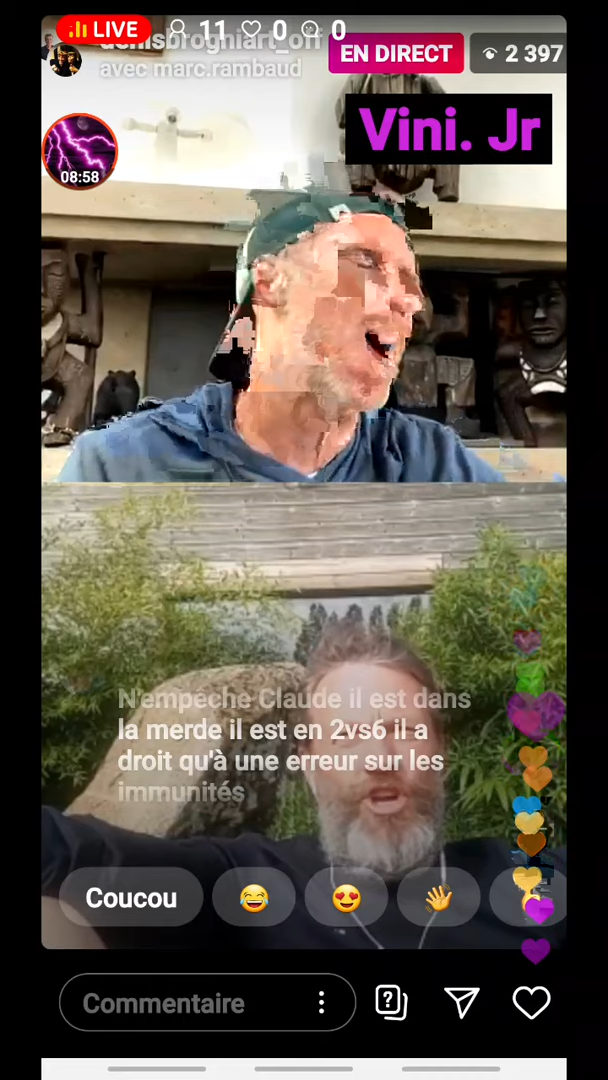 LIVE 11 0 0
denisbrogniart_off
avec marc.rambaud
EN DIRECT
2 397
Vini. Jr
08:58
N'empêche Claude il est dans
la merde il est en 2vs6 il a
droit qu'à une erreur sur les
immunités
Coucou
Commentaire